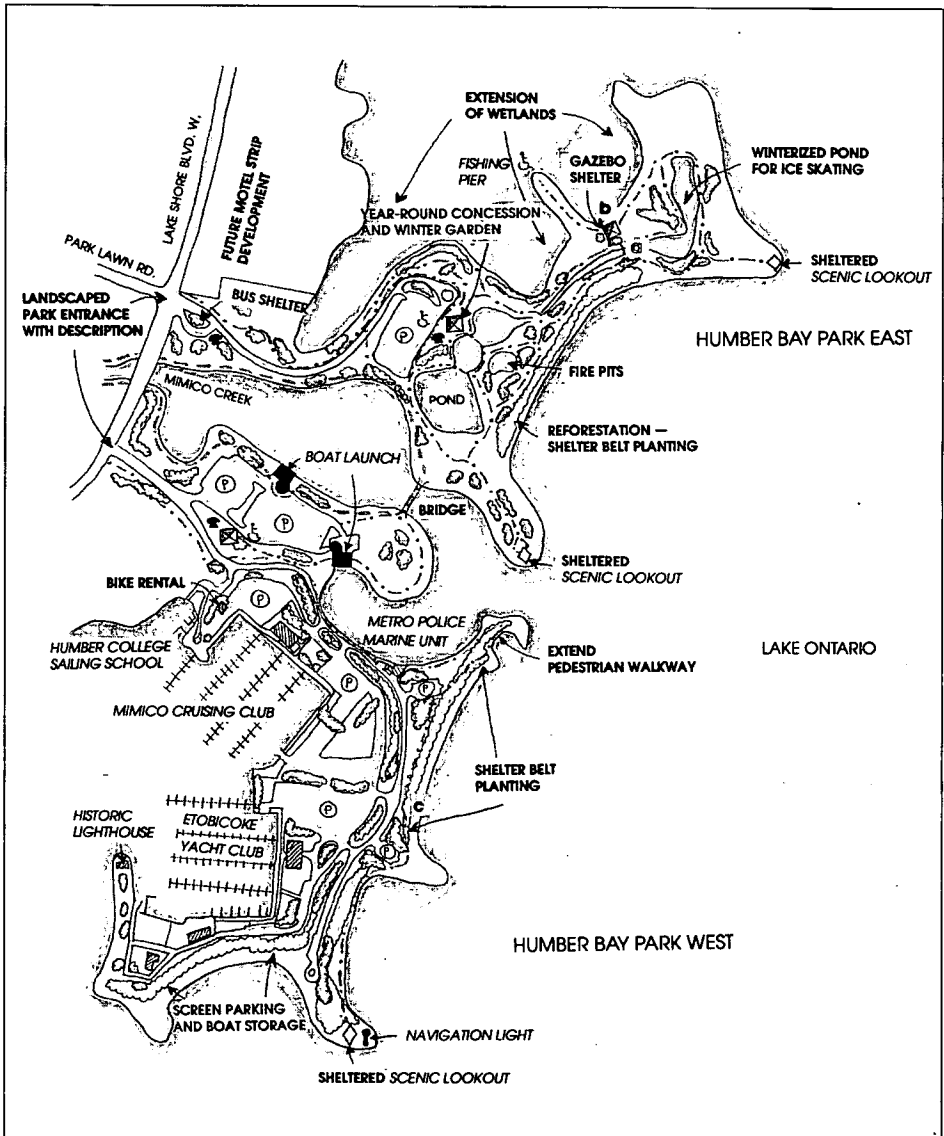 EXTENSION
OF WETLANDS
LAKE SHORE BLVD. W.
FUTURE MOTEL STRIP
DEVELOPMENT
FISHING
PIER
GAZEBO
SHELTER
b
WINTERIZED POND
FOR ICE SKATING
YEAR-ROUND CONCESSION
AND WINTER GARDEN
PARK LAWN RD.
SHELTERED
SCENIC LOOKOUT
LANDSCAPED
PARK ENTRANCE
WITH DESCRIPTION
BUS SHELTER
P
HUMBER BAY PARK EAST
FIRE PITS
MIMICO CREEK
POND
REFORESTATION —
SHELTER BELT PLANTING
BOAT LAUNCH
P
P
BRIDGE
SHELTERED
SCENIC LOOKOUT
BIKE RENTAL
P
HUMBER COLLEGE
SAILING SCHOOL
METRO POLICE
MARINE UNIT
EXTEND
PEDESTRIAN WALKWAY
LAKE ONTARIO
P
P
MIMICO CRUISING CLUB
SHELTER BELT
PLANTING
c
HISTORIC
LIGHTHOUSE
ETOBICOKE
YACHT CLUB
P
P
HUMBER BAY PARK WEST
SCREEN PARKING
AND BOAT STORAGE
NAVIGATION LIGHT
SHELTERED SCENIC LOOKOUT